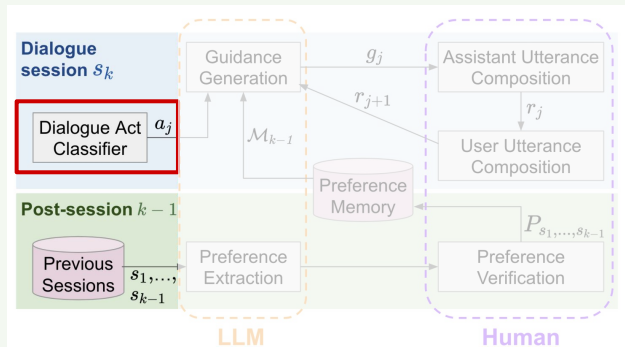 Dialogue
session s_k
Guidance
Generation
g_j
Assistant Utterance
Composition
r_{j+1}
r_j
Dialogue Act
Classifier
a_j
M_{k-1}
User Utterance
Composition
Preference
Memory
Post-session k − 1
P_{s_1,...,s_{k-1}}
Previous
Sessions
s_1,...,
s_{k-1}
Preference
Extraction
Preference
Verification
LLM
Human